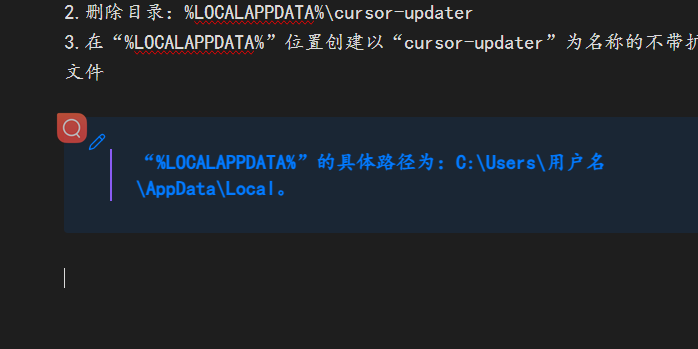 2.删除目录：%LOCALAPPDATA%\cursor-updater
3.在“%LOCALAPPDATA%”位置创建以“cursor-updater”为名称的不带扩
文件
“%LOCALAPPDATA%”的具体路径为：C:\Users\用户名
\AppData\Local。